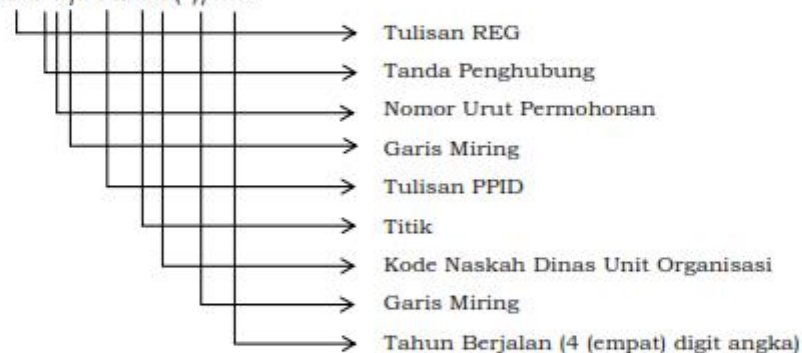 Tulisan REG
Tanda Penghubung
Nomor Urut Permohonan
Garis Miring
Tulisan PPID
Titik
Kode Naskah Dinas Unit Organisasi
Garis Miring
Tahun Berjalan (4 (empat) digit angka)